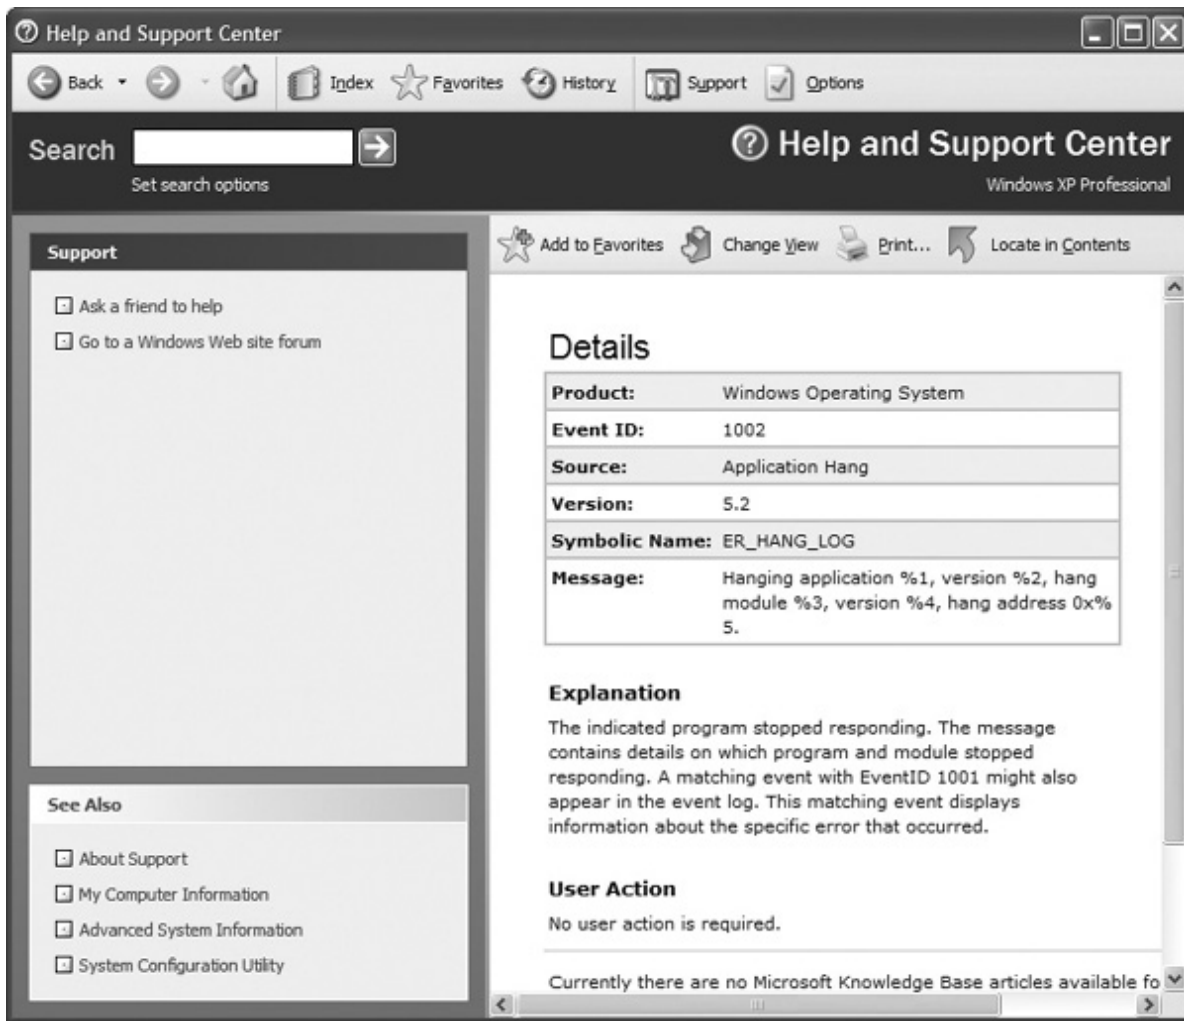 Help and Support Center
Back
Index
Favorites
History
Support
Options
Search
Set search options
Help and Support Center
Windows XP Professional
Support
Ask a friend to help
Go to a Windows Web site forum
See Also
About Support
My Computer Information
Advanced System Information
System Configuration Utility
Add to Favorites
Change View
Print...
Locate in Contents
Details
Product: Windows Operating System
Event ID: 1002
Source: Application Hang
Version: 5.2
Symbolic Name: ER_HANG_LOG
Message: Hanging application %1, version %2, hang
module %3, version %4, hang address 0x%
5.
Explanation
The indicated program stopped responding. The message
contains details on which program and module stopped
responding. A matching event with EventID 1001 might also
appear in the event log. This matching event displays
information about the specific error that occurred.
User Action
No user action is required.
Currently there are no Microsoft Knowledge Base articles available fo